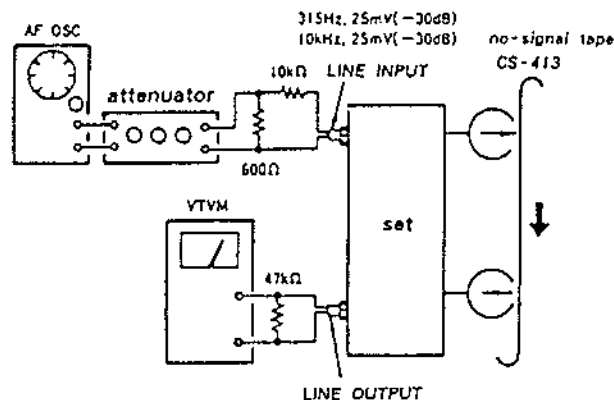 315Hz, 25mV(−30dB)
10kHz, 25mV(−30dB)
no-signal tape
CS-413
AF OSC
attenuator
10kΩ
LINE INPUT
600Ω
set
VTVM
47kΩ
LINE OUTPUT